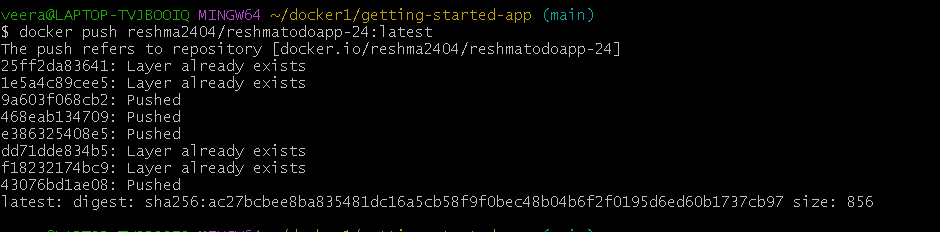 veera@LAPTOP-TVJBOOIQ MINGW64 ~/docker1/getting-started-app (main)
$ docker push reshma2404/reshmatodoapp-24:latest
The push refers to repository [docker.io/reshma2404/reshmatodoapp-24]
25ff2da83641: Layer already exists
1e5a4c89cee5: Layer already exists
9a603f068cb2: Pushed
468eab134709: Pushed
e386325408e5: Pushed
dd71dde834b5: Layer already exists
f18232174bc9: Layer already exists
43076bd1ae08: Pushed
latest: digest: sha256:ac27bcbee8ba835481dc16a5cb58f9f0bec48b04b6f2f0195d6ed60b1737cb97 size: 856